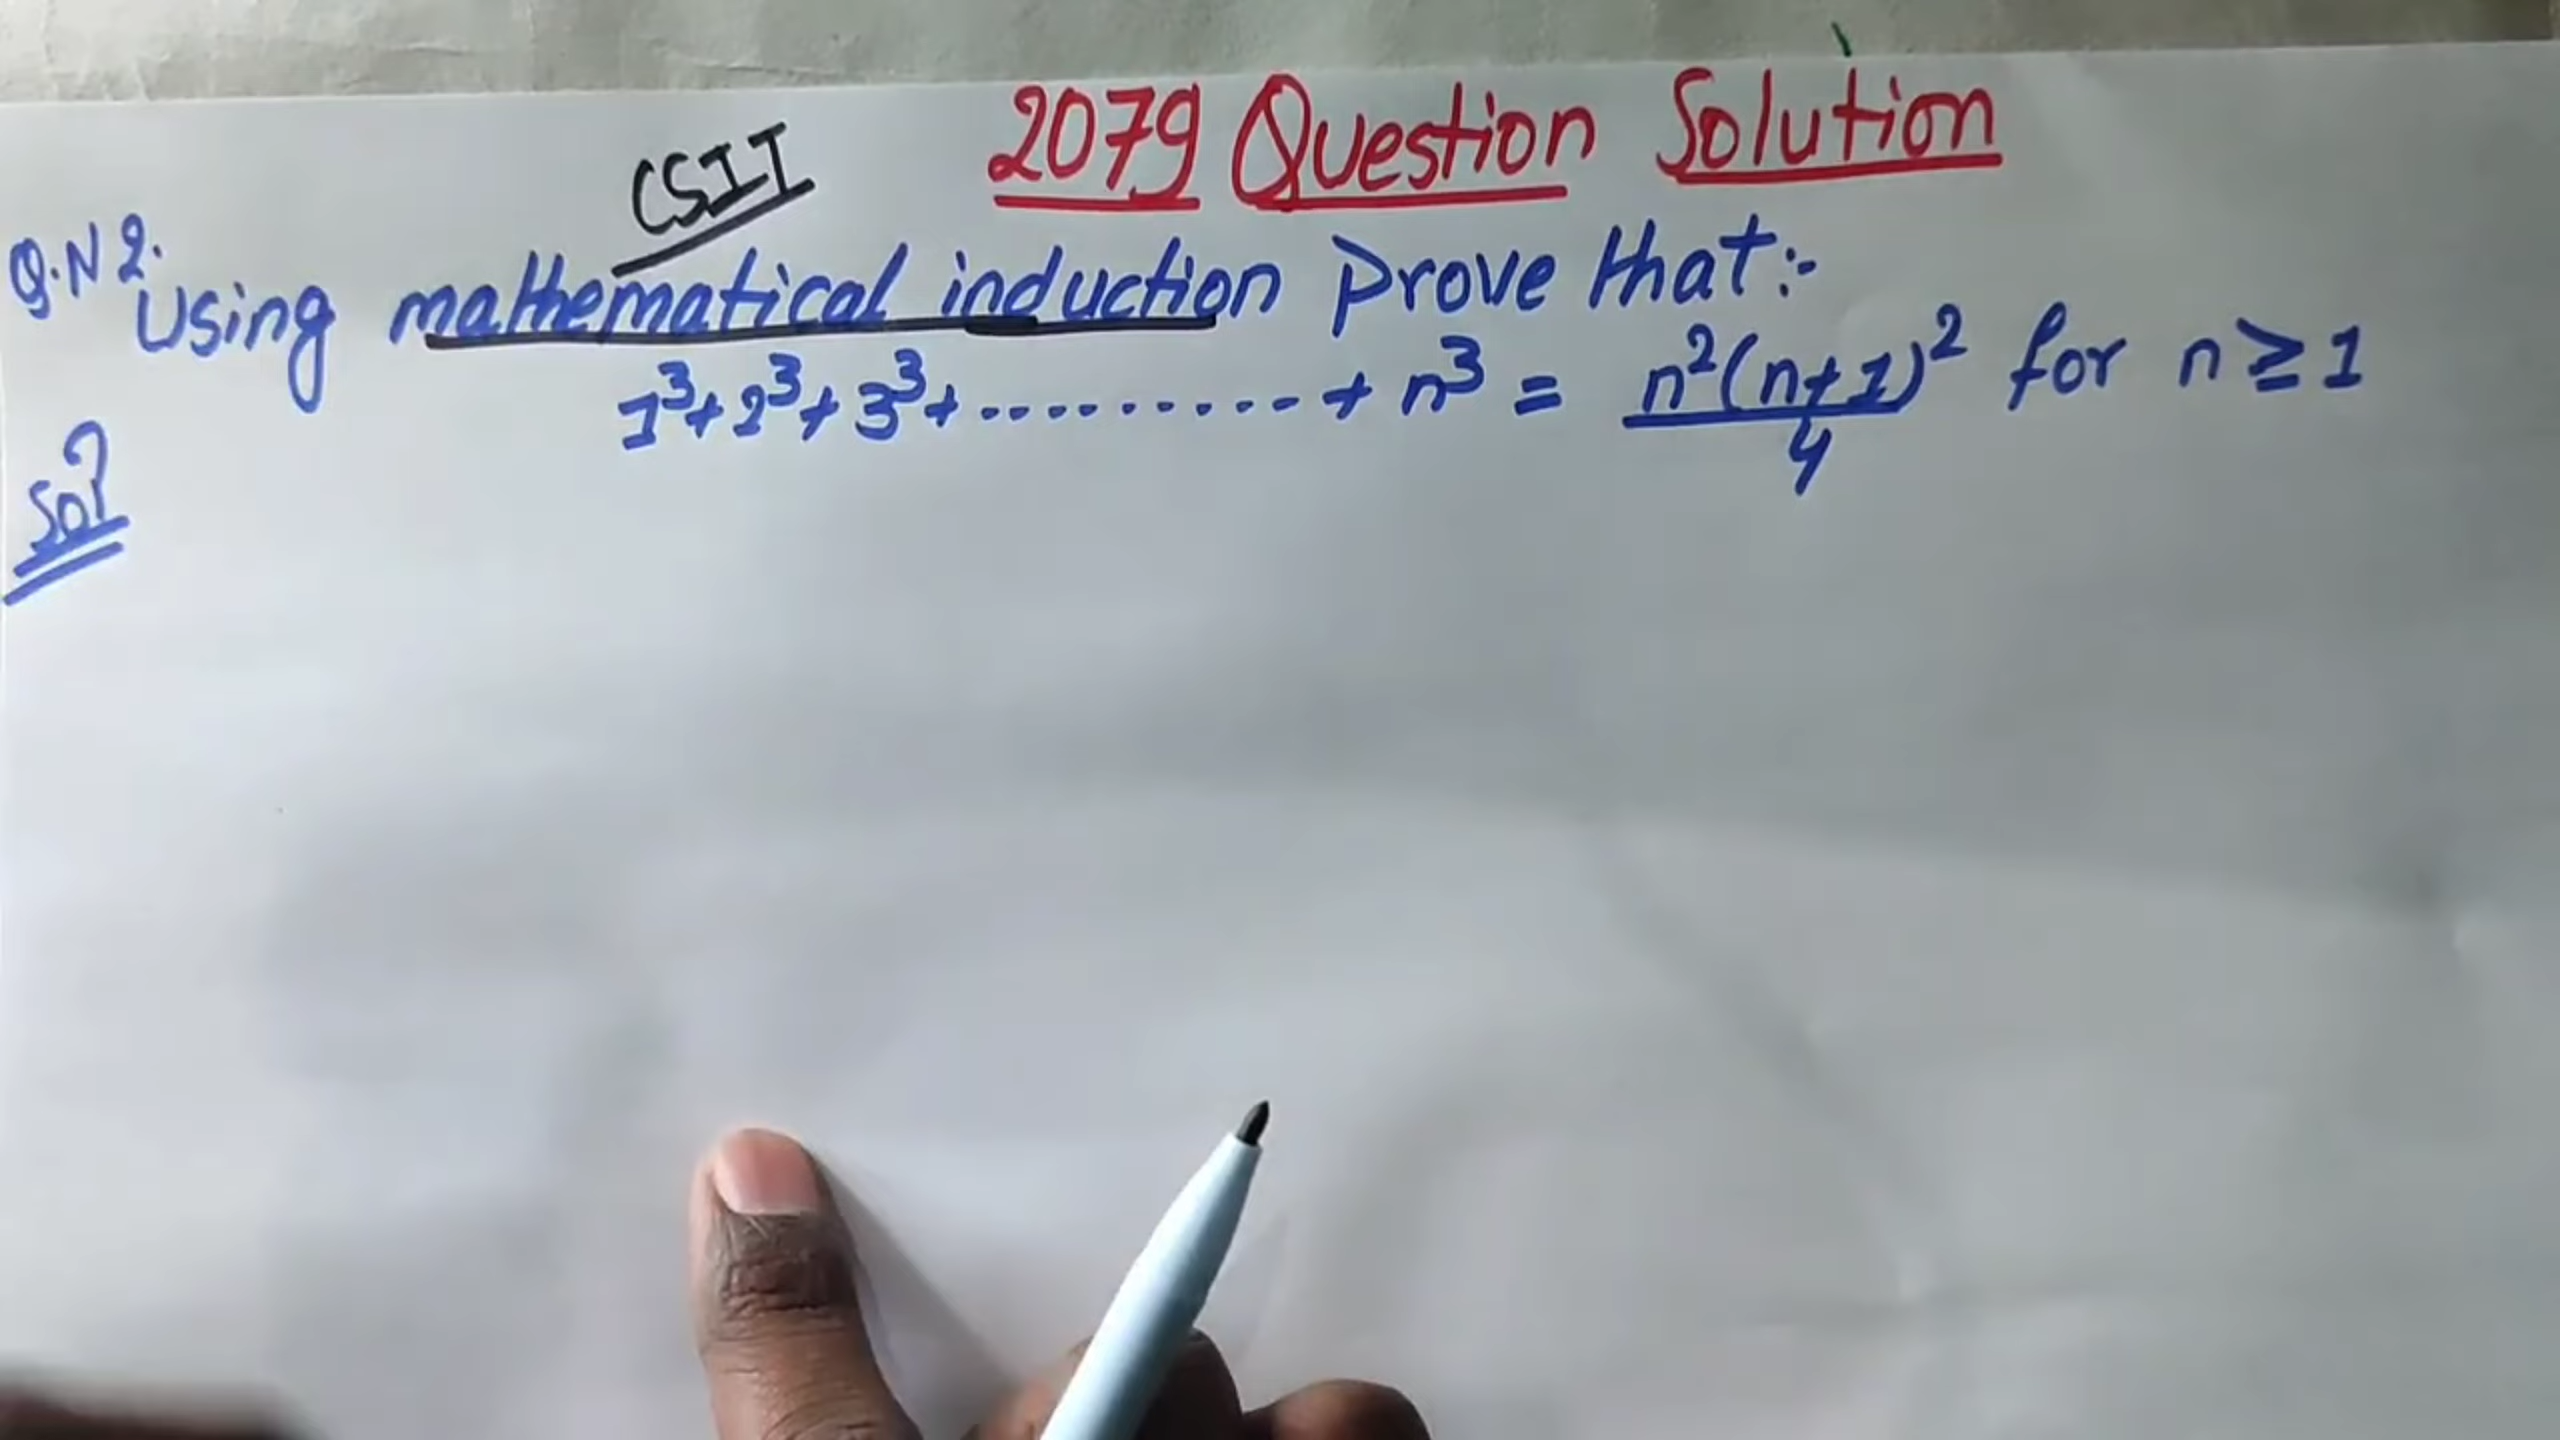 2079 Question Solution
CSIT
Q.N 2.
Using mathematical induction prove that:-
1³+2³+3³+..........+ n³ = n²(n+1)²/4 for n ≥ 1
Sol